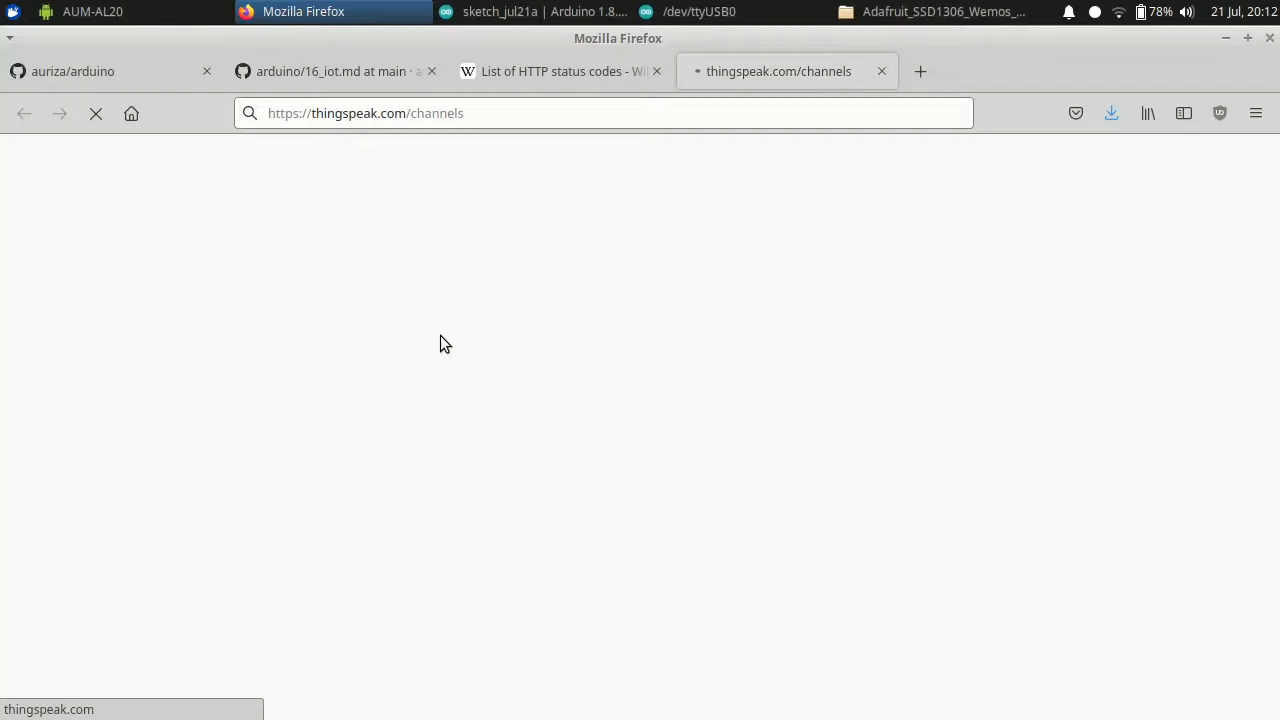 AUM-AL20
Mozilla Firefox
sketch_jul21a | Arduino 1.8....
/dev/ttyUSB0
Adafruit_SSD1306_Wemos_...
78%
21 Jul, 20:12
Mozilla Firefox
auriza/arduino
arduino/16_iot.md at main · a
List of HTTP status codes - Wi
thingspeak.com/channels
https://thingspeak.com/channels
thingspeak.com